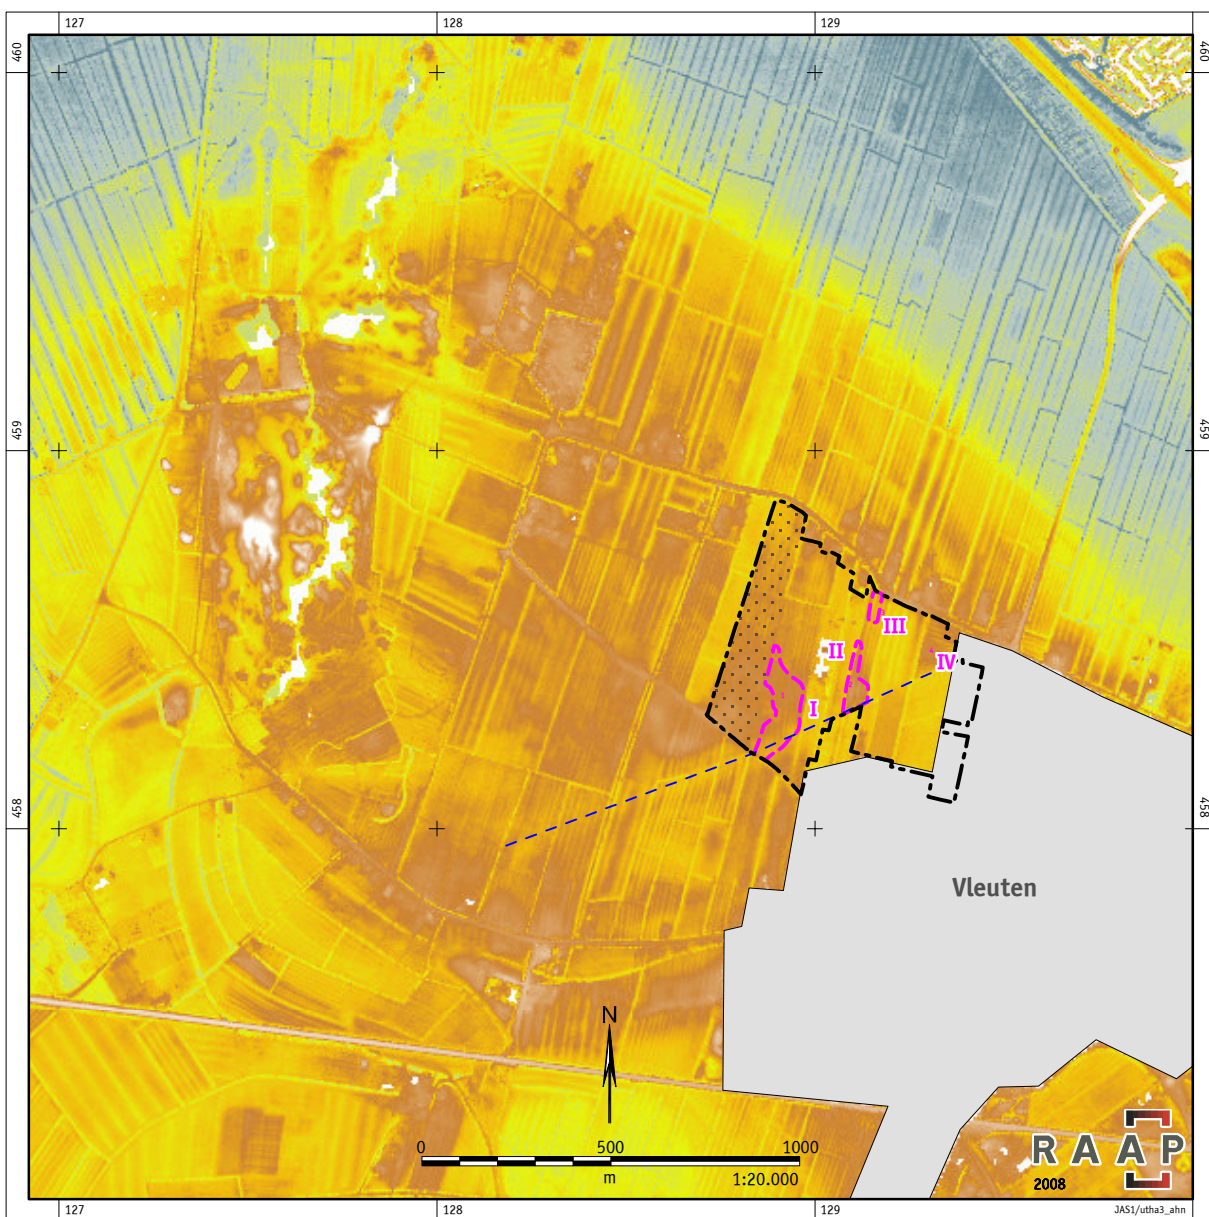 127 128 129
460 460
459 459
III
II
IV
I
458 458
Vleuten
N
0 500 1000
m 1:20.000
RAAP
2008
127 128 129
JAS1/utha3_ahn